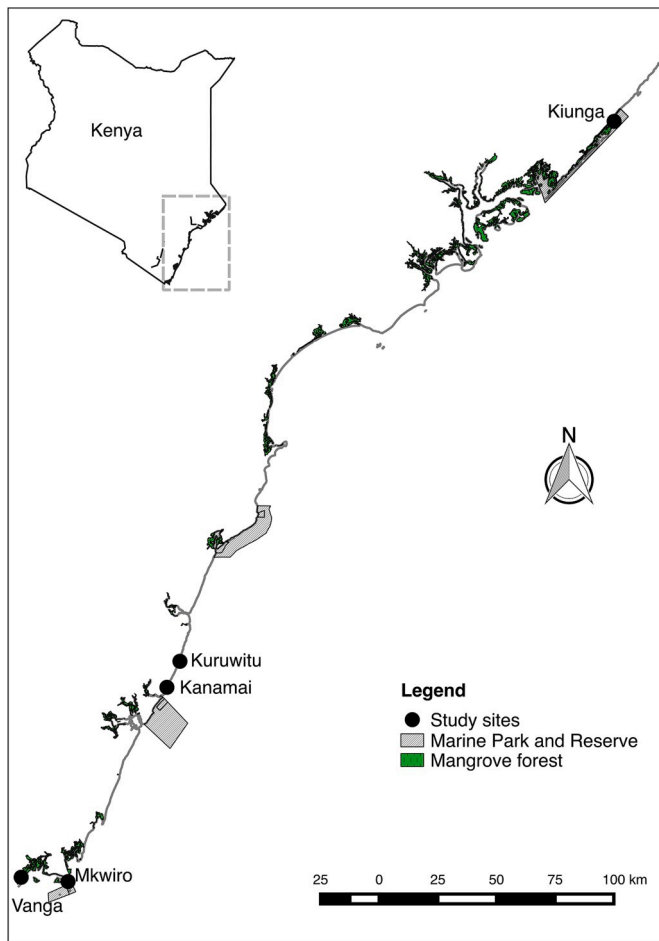 Kenya
Kiunga
N
Kuruwitu
Kanamai
Legend
Study sites
Marine Park and Reserve
Mangrove forest
Mkwiro
Vanga
25 0 25 50 75 100 km